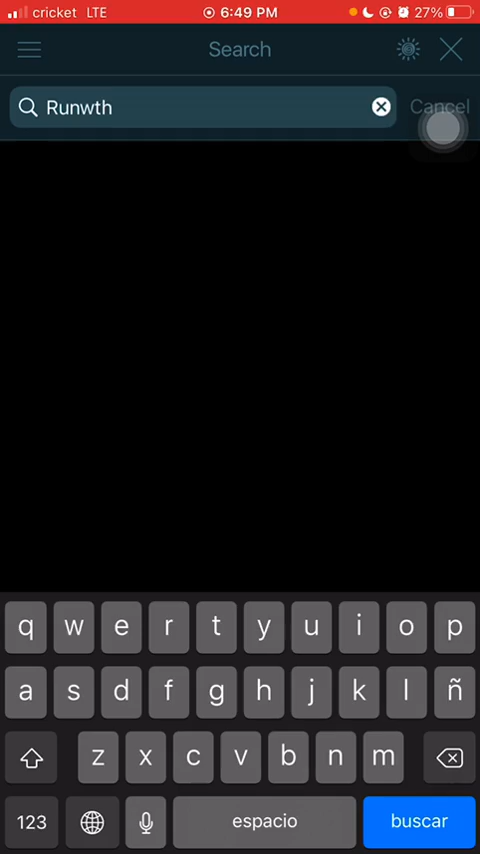 cricket LTE 6:49 PM 27%
Search
Runwth Cancel
q w e r t y u i o p
a s d f g h j k l ñ
z x c v b n m
123 espacio buscar